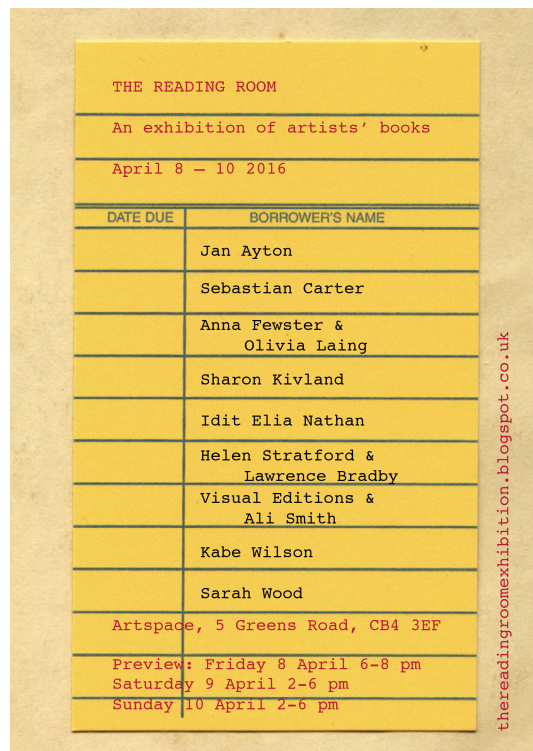 THE READING ROOM
An exhibition of artists’ books
April 8 – 10 2016
DATE DUE BORROWER'S NAME
Jan Ayton
Sebastian Carter
Anna Fewster &
Olivia Laing
Sharon Kivland
Idit Elia Nathan
Helen Stratford &
Lawrence Bradby
Visual Editions &
Ali Smith
Kabe Wilson
Sarah Wood
Artspace, 5 Greens Road, CB4 3EF
Preview: Friday 8 April 6-8 pm
Saturday 9 April 2-6 pm
Sunday 10 April 2-6 pm
thereadingroomexhibition.blogspot.co.uk